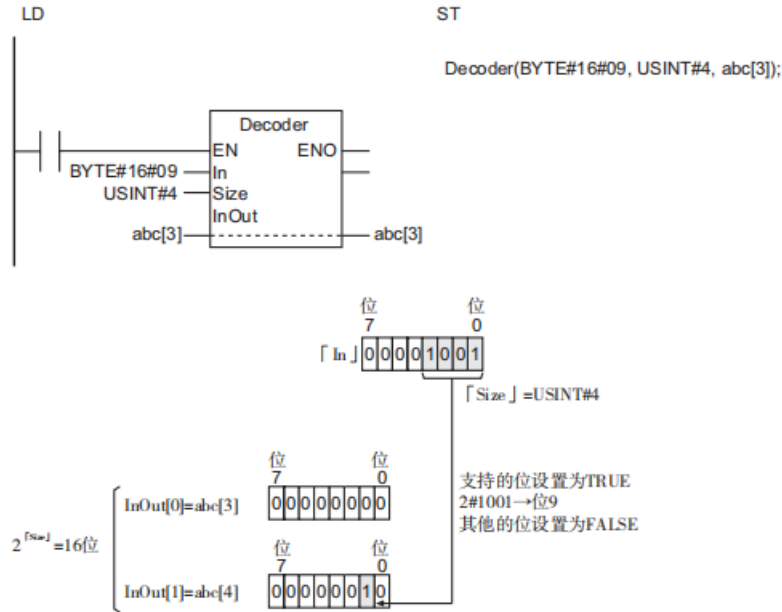 LD
ST
Decoder(BYTE#16#09, USINT#4, abc[3]);
Decoder
EN ENO
BYTE#16#09 In
USINT#4 Size
InOut
abc[3] abc[3]
位 位
7 0
「In」 0 0 0 0 1 0 0 1
「Size」=USINT#4
位 位
7 0
InOut[0]=abc[3] 0 0 0 0 0 0 0 0
支持的位设置为TRUE
2#1001→位9
其他的位设置为FALSE
2「Size」=16位
位 位
7 0
InOut[1]=abc[4] 0 0 0 0 0 0 1 0